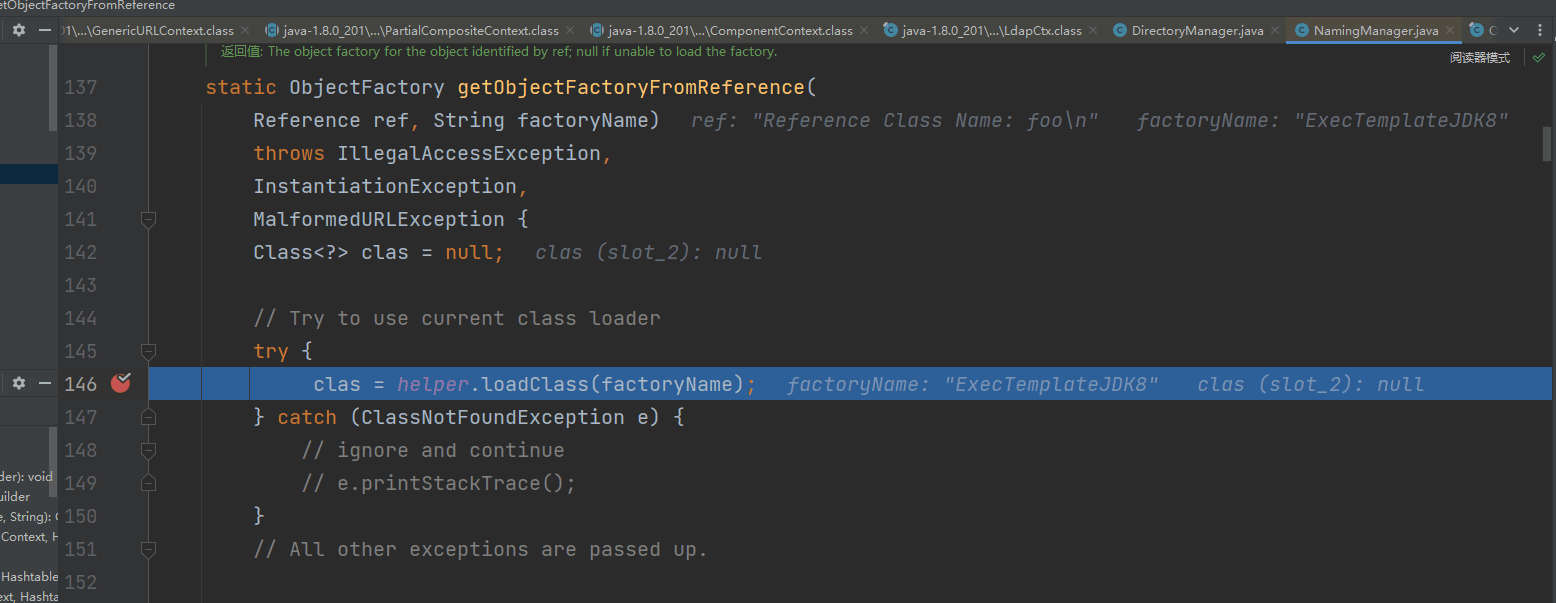 etObjectFactoryFromReference
01\...\GenericURLContext.class java-1.8.0_201\...\PartialCompositeContext.class java-1.8.0_201\...\ComponentContext.class java-1.8.0_201\...\LdapCtx.class DirectoryManager.java NamingManager.java C
返回值: The object factory for the object identified by ref; null if unable to load the factory.
阅读器模式
137 static ObjectFactory getObjectFactoryFromReference(
138 Reference ref, String factoryName) ref: "Reference Class Name: foo\n" factoryName: "ExecTemplateJDK8"
139 throws IllegalAccessException,
140 InstantiationException,
141 MalformedURLException {
142 Class<?> clas = null; clas (slot_2): null
143
144 // Try to use current class loader
145 try {
146 clas = helper.loadClass(factoryName); factoryName: "ExecTemplateJDK8" clas (slot_2): null
147 } catch (ClassNotFoundException e) {
148 // ignore and continue
149 // e.printStackTrace();
150 }
151 // All other exceptions are passed up.
152
der): void
uilder
e, String): 
Context, H
Hashtable
ext, Hashta